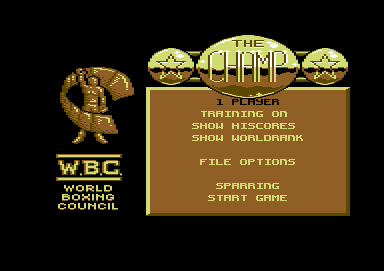 THE
CHAMP
1 PLAYER
TRAINING ON
SHOW HISCORES
SHOW WORLDRANK
FILE OPTIONS
SPARRING
START GAME
W.B.C.
WORLD
BOXING
COUNCIL